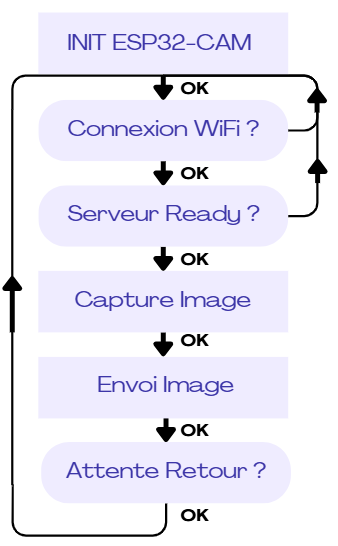 INIT ESP32-CAM
OK
Connexion WiFi ?
OK
Serveur Ready ?
OK
Capture Image
OK
Envoi Image
OK
Attente Retour ?
OK